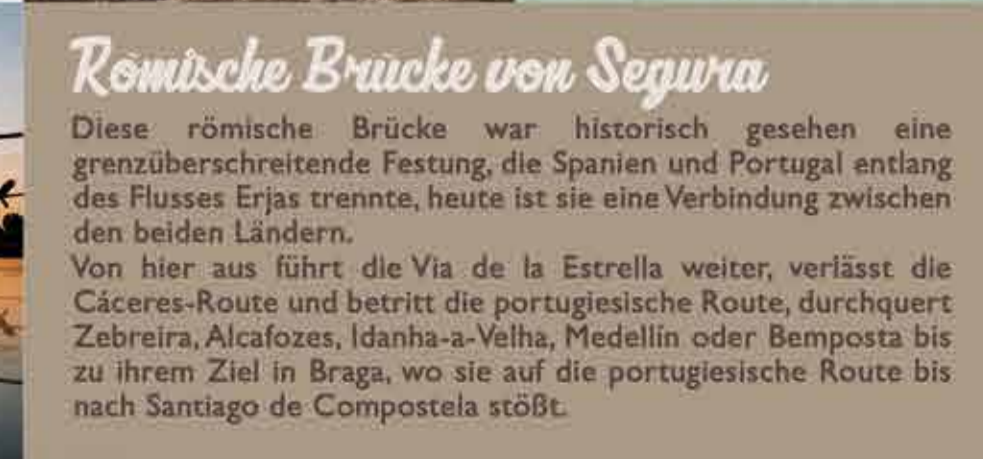 Römische Brücke von Segura
Diese römische Brücke war historisch gesehen eine
grenzüberschreitende Festung, die Spanien und Portugal entlang
des Flusses Erjas trennte, heute ist sie eine Verbindung zwischen
den beiden Ländern.
Von hier aus führt die Via de la Estrella weiter, verlässt die
Cáceres-Route und betritt die portugiesische Route, durchquert
Zebreira, Alcafozes, Idanha-a-Velha, Medellín oder Bemposta bis
zu ihrem Ziel in Braga, wo sie auf die portugiesische Route bis
nach Santiago de Compostela stößt.